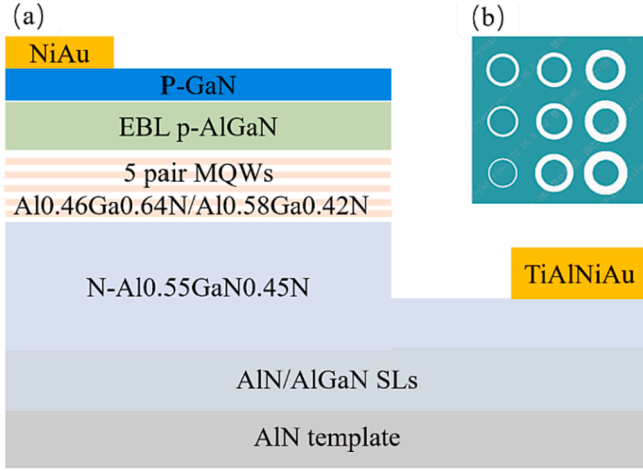 (a)
(b)
NiAu
P-GaN
EBL p-AlGaN
5 pair MQWs
Al0.46Ga0.64N/Al0.58Ga0.42N
N-Al0.55GaN0.45N
TiAlNiAu
AlN/AlGaN SLs
AlN template